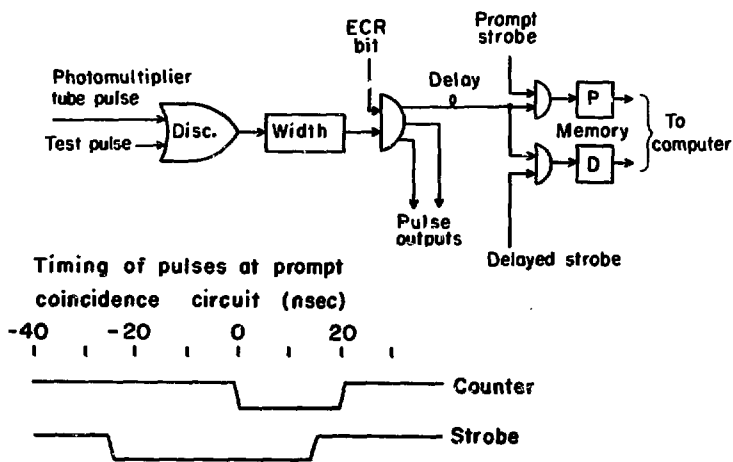 ECR
bit
Prompt
strobe
Photomultiplier
tube pulse
Test pulse
Disc.
Width
Delay
P
Memory
D
To
computer
Pulse
outputs
Delayed strobe
Timing of pulses at prompt
coincidence circuit (nsec)
-40 -20 0 20
Counter
Strobe